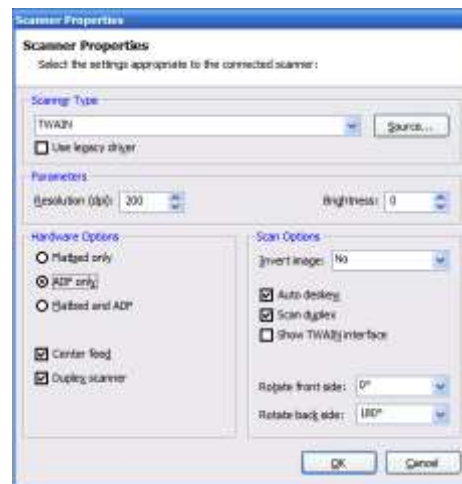 Scanner Properties
Scanner Properties
Select the settings appropriate to the connected scanner:
Scanner Type
TWAIN
Source...
Use legacy driver
Parameters
Resolution (dpi): 200
Brightness: 0
Hardware Options
Flatbed only
ADF only
Flatbed and ADF
Center feed
Duplex scanner
Scan Options
Invert image: No
Auto deskew
Scan duplex
Show TWAIN interface
Rotate front side: 0°
Rotate back side: 180°
OK
Cancel